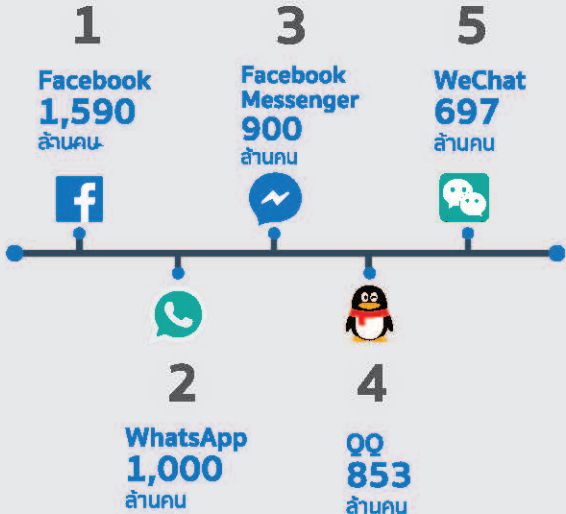 1
Facebook
1,590
ล้านคน
2
WhatsApp
1,000
ล้านคน
3
Facebook
Messenger
900
ล้านคน
4
QQ
853
ล้านคน
5
WeChat
697
ล้านคน